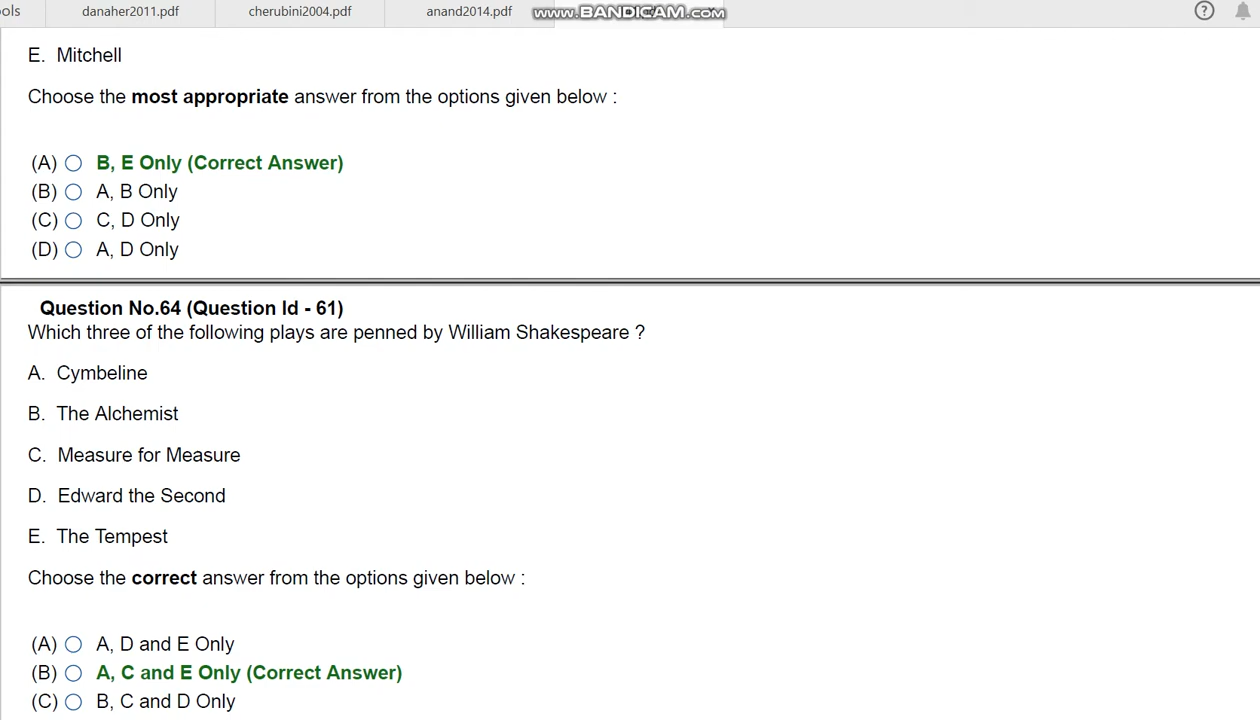 ols danaher2011.pdf cherubini2004.pdf anand2014.pdf www.BANDICAM.com ?
E. Mitchell
Choose the most appropriate answer from the options given below :
(A) B, E Only (Correct Answer)
(B) A, B Only
(C) C, D Only
(D) A, D Only
Question No.64 (Question Id - 61)
Which three of the following plays are penned by William Shakespeare ?
A. Cymbeline
B. The Alchemist
C. Measure for Measure
D. Edward the Second
E. The Tempest
Choose the correct answer from the options given below :
(A) A, D and E Only
(B) A, C and E Only (Correct Answer)
(C) B, C and D Only